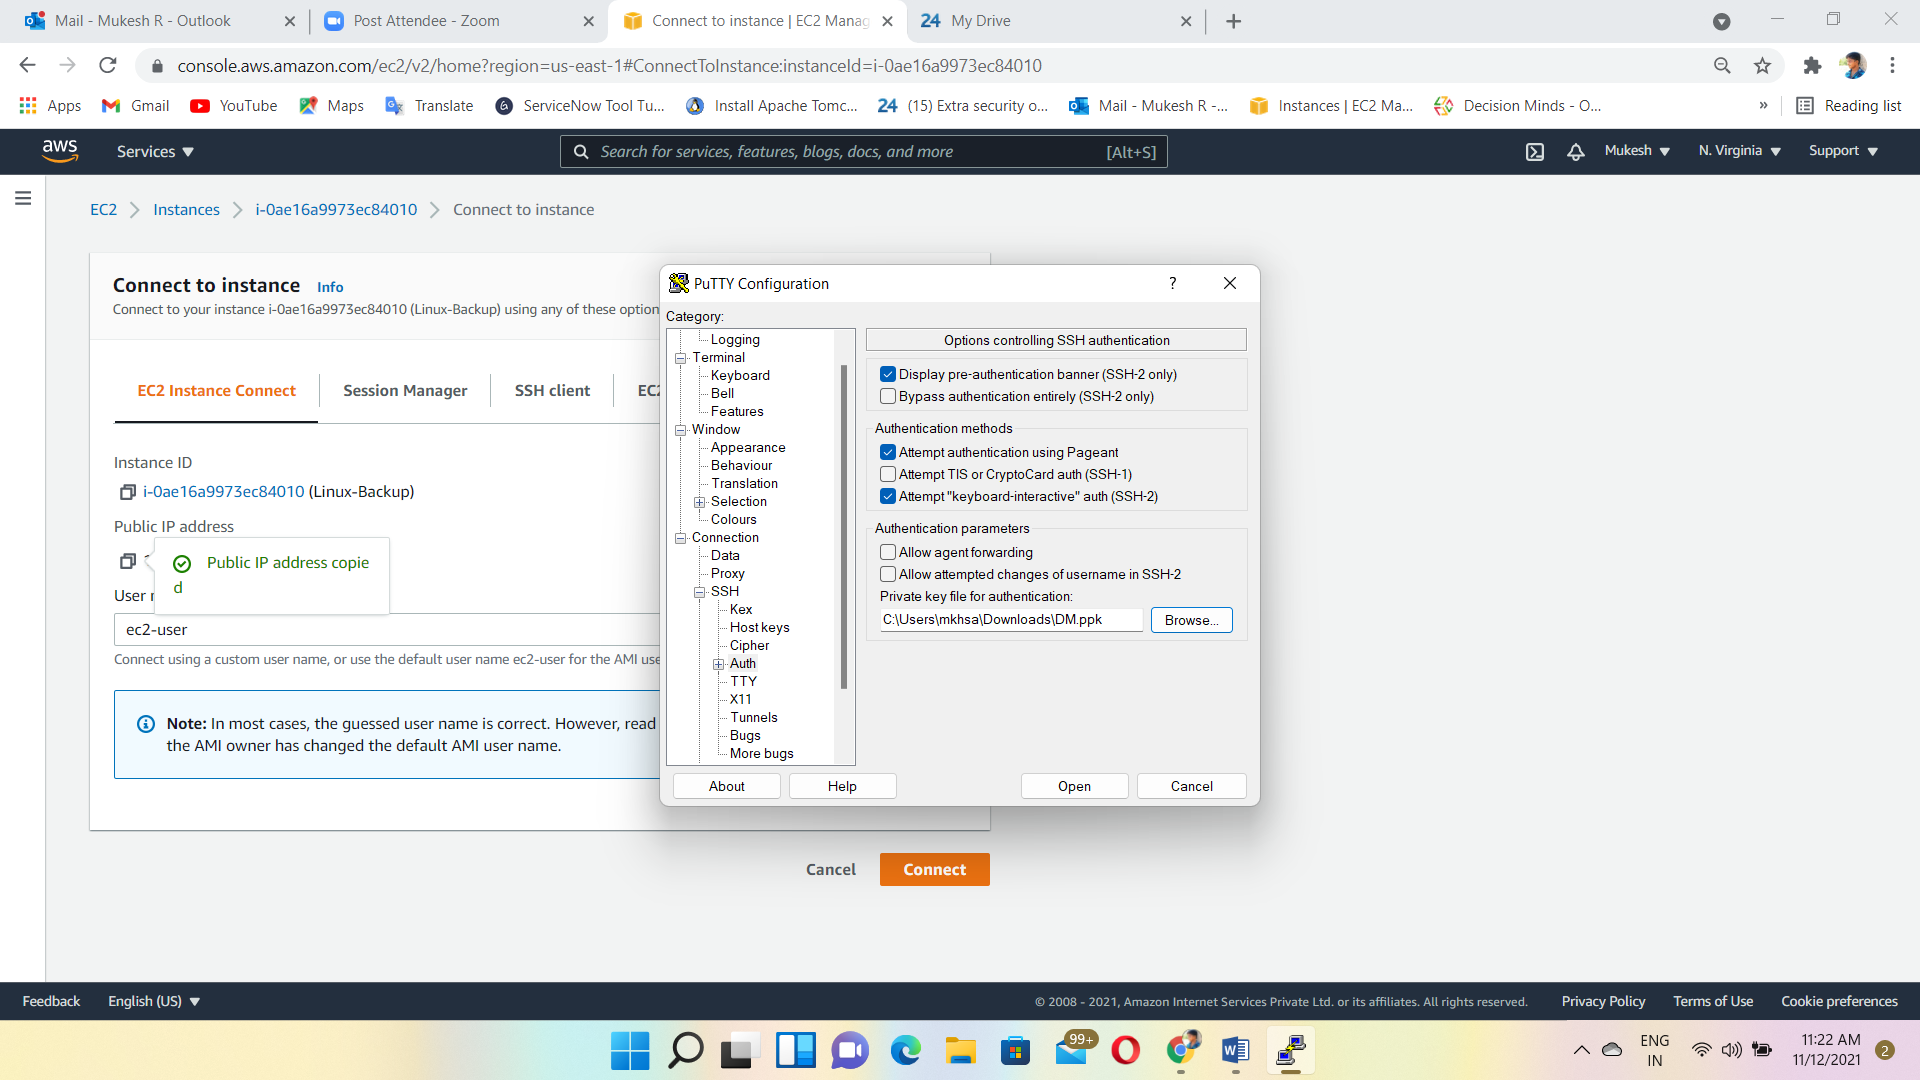 Mail - Mukesh R - Outlook
Post Attendee - Zoom
Connect to instance | EC2 Manag
24 My Drive
console.aws.amazon.com/ec2/v2/home?region=us-east-1#ConnectToInstance:instanceId=i-0ae16a9973ec84010
Apps
Gmail
YouTube
Maps
Translate
ServiceNow Tool Tu...
Install Apache Tomc...
24 (15) Extra security o...
Mail - Mukesh R -...
Instances | EC2 Ma...
Decision Minds - O...
»
Reading list
aws
Services
Search for services, features, blogs, docs, and more
[Alt+S]
Mukesh
N. Virginia
Support
EC2
Instances
i-0ae16a9973ec84010
Connect to instance
Connect to instance Info
Connect to your instance i-0ae16a9973ec84010 (Linux-Backup) using any of these option
EC2 Instance Connect
Session Manager
SSH client
EC2
Instance ID
i-0ae16a9973ec84010 (Linux-Backup)
Public IP address
Public IP address copie
d
User n
ec2-user
Connect using a custom user name, or use the default user name ec2-user for the AMI use
Note: In most cases, the guessed user name is correct. However, read
the AMI owner has changed the default AMI user name.
Cancel
Connect
PuTTY Configuration
?
Category:
Logging
Terminal
Keyboard
Bell
Features
Window
Appearance
Behaviour
Translation
Selection
Colours
Connection
Data
Proxy
SSH
Kex
Host keys
Cipher
Auth
TTY
X11
Tunnels
Bugs
More bugs
Options controlling SSH authentication
Display pre-authentication banner (SSH-2 only)
Bypass authentication entirely (SSH-2 only)
Authentication methods
Attempt authentication using Pageant
Attempt TIS or CryptoCard auth (SSH-1)
Attempt "keyboard-interactive" auth (SSH-2)
Authentication parameters
Allow agent forwarding
Allow attempted changes of username in SSH-2
Private key file for authentication:
C:\Users\mkhsa\Downloads\DM.ppk
Browse...
About
Help
Open
Cancel
Feedback
English (US)
© 2008 - 2021, Amazon Internet Services Private Ltd. or its affiliates. All rights reserved.
Privacy Policy
Terms of Use
Cookie preferences
99+
ENG
IN
11:22 AM
11/12/2021
2